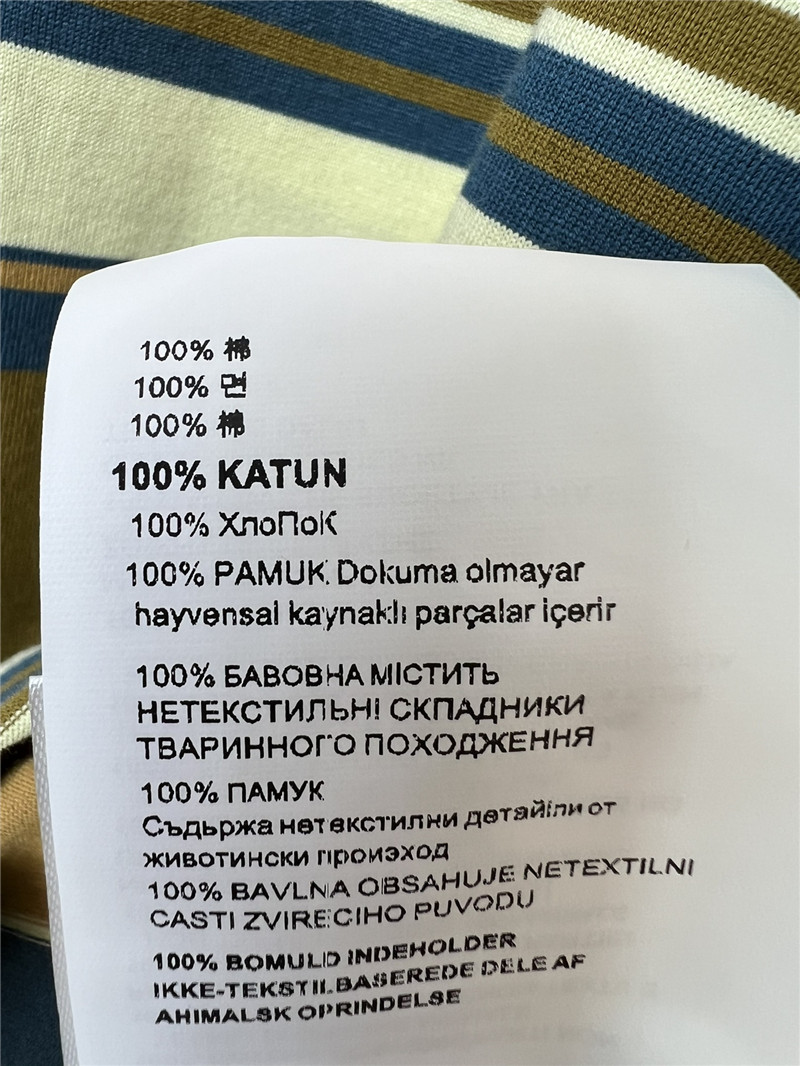 100% 棉
100% 면
100% 棉
100% KATUN
100% ХлоПоК
100% PAMUK. Dokuma olmayar
hayvensal kaynaklı parçalar içerir
100% БАВОВНА МІСТИТЬ
НЕТЕКСТИЛЬНІ СКПАДНИКИ
ТВАРИННОГО ПОХОДЖЕННЯ
100% ПАМУК
Съдьржа нетекстилни детайіли от
животински произход
100% BAVLNA OBSAHUJE NETEXTILNI
CASTI ZVIRECIHO PUVODU
100% BOMULD INDEHOLDER
IKKE-TEKSTILBASEREDE DELE AF
AHIMALSK OPRINDELSE